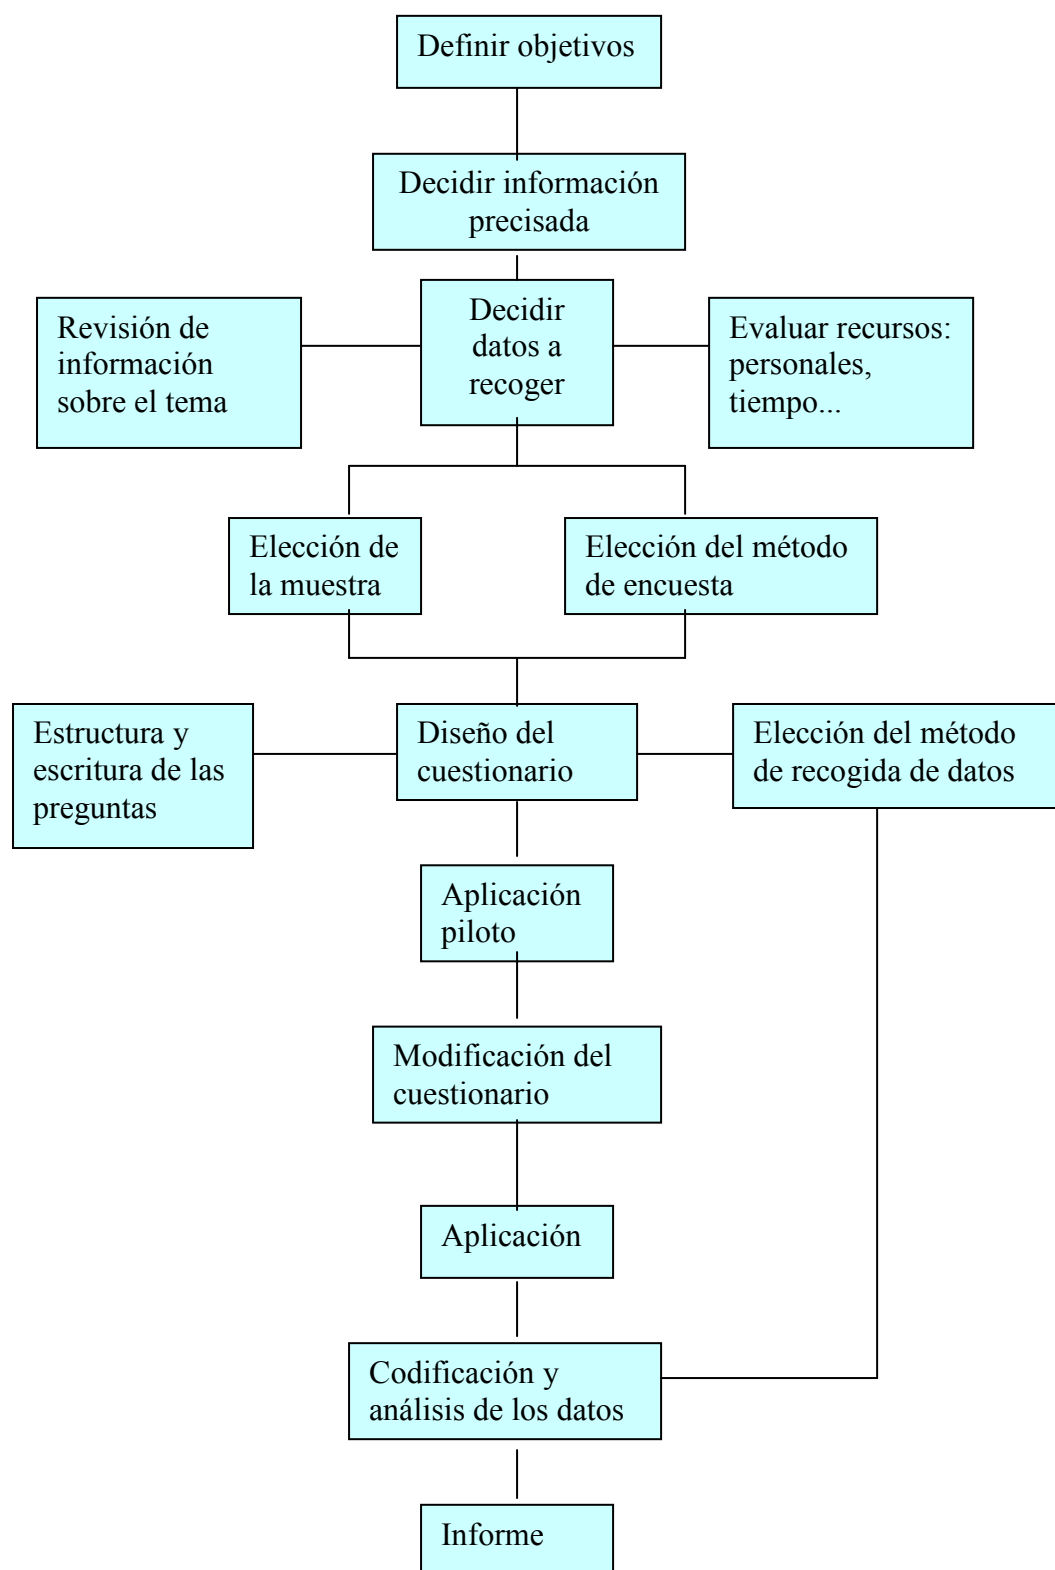 Definir objetivos
Decidir información
precisada
Revisión de
información
sobre el tema
Decidir
datos a
recoger
Evaluar recursos:
personales,
tiempo...
Elección de
la muestra
Elección del método
de encuesta
Estructura y
escritura de las
preguntas
Diseño del
cuestionario
Elección del método
de recogida de datos
Aplicación
piloto
Modificación del
cuestionario
Aplicación
Codificación y
análisis de los datos
Informe